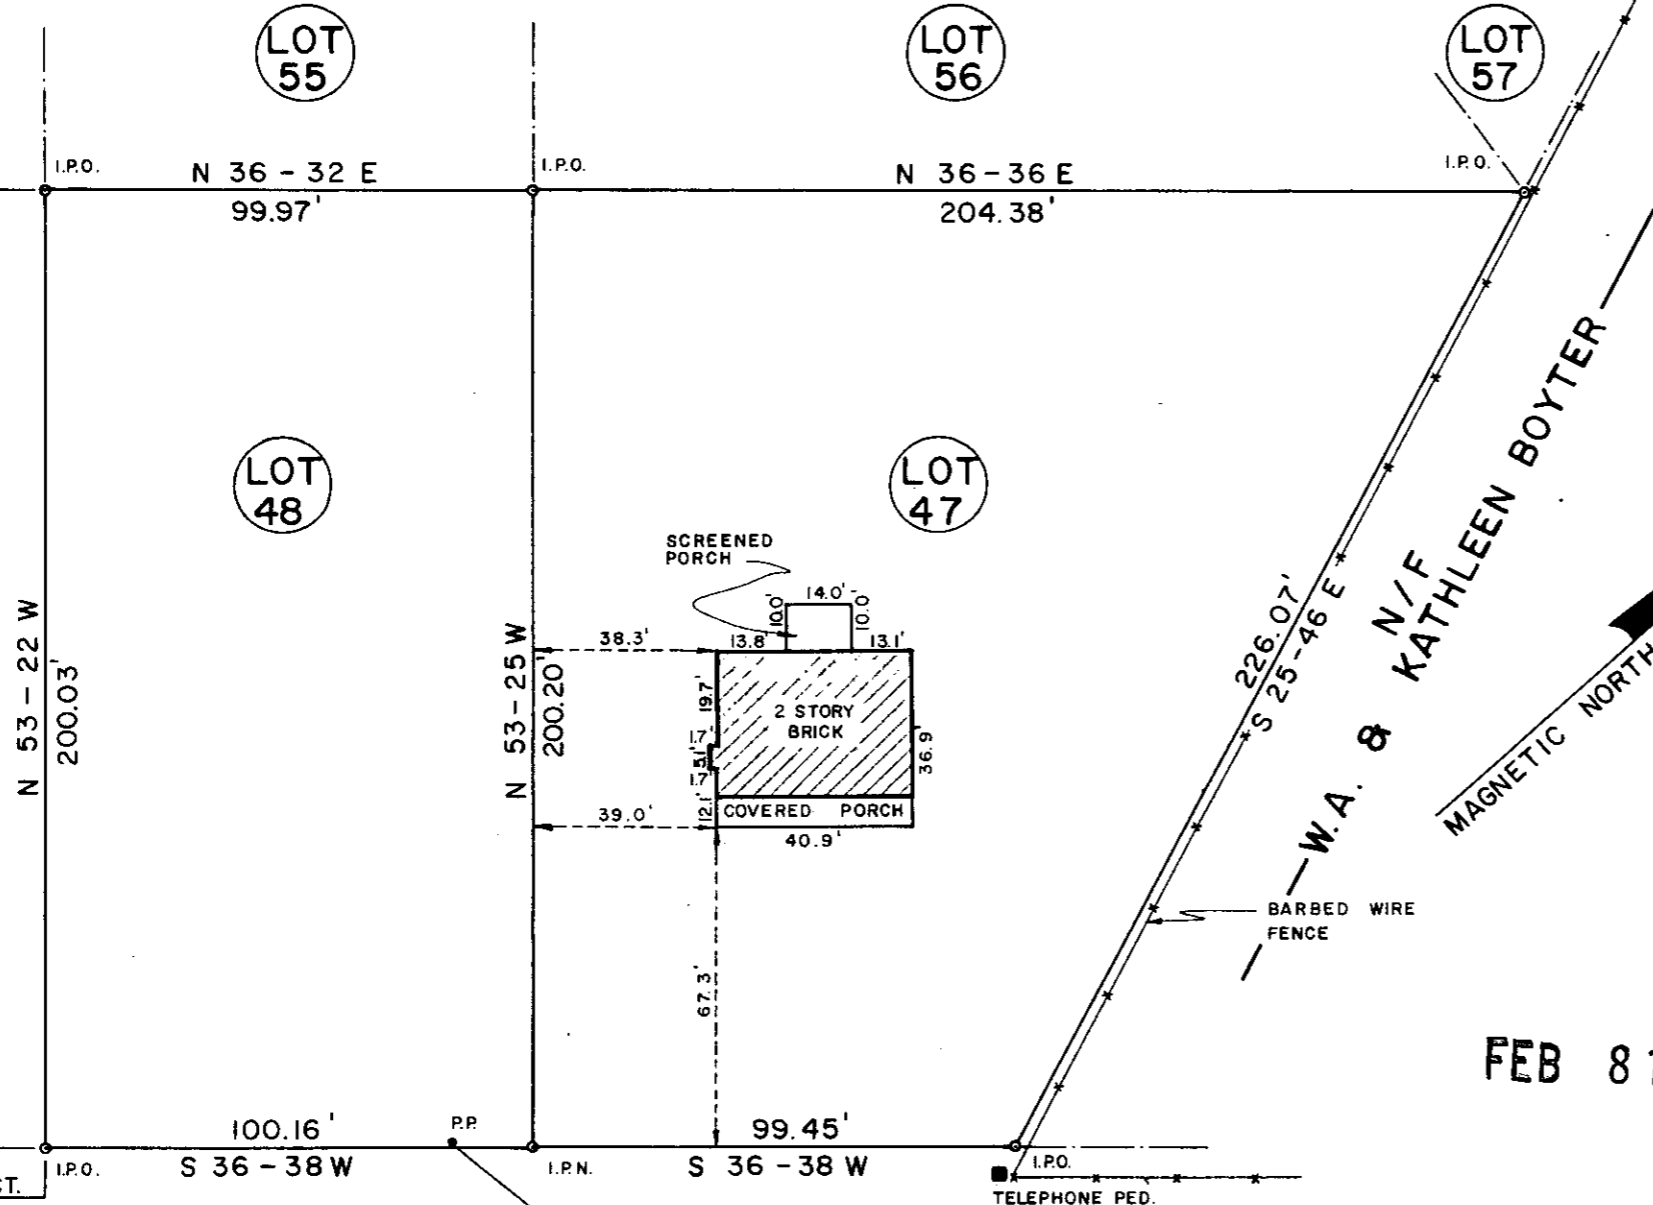 LOT
55
LOT
56
LOT
57
I.P.O.
N 36-32 E
99.97'
I.P.O.
N 36-36 E
204.38'
I.P.O.
LOT
48
LOT
47
SCREENED
PORCH
14.0'
10.0'
10.0'
38.3'
13.8'
13.1'
N 53-22 W
200.03'
N 53-25 W
200.20'
19.7'
2 STORY
BRICK
1.7'
5.1'
1.7'
36.9'
12.1'
COVERED PORCH
39.0'
40.9'
67.3'
226.07'
S 25-46 E
N/F
W.A. & KATHLEEN BOYTER
MAGNETIC NORTH
BARBED WIRE
FENCE
FEB 8
100.16'
P.P.
99.45'
I.P.O.
S 36-38 W
I.P.N.
S 36-38 W
I.P.O.
TELEPHONE PED.
CT.